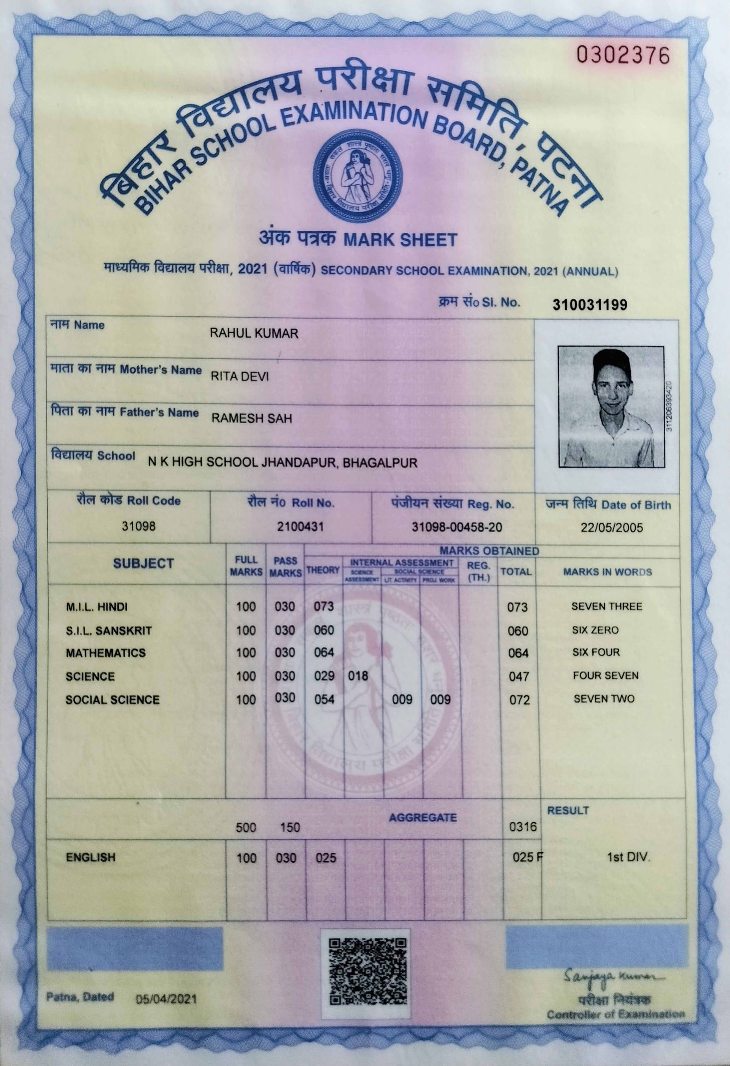 0302376
बिहार विद्यालय परीक्षा समिति, पटना
BIHAR SCHOOL EXAMINATION BOARD, PATNA
अंक पत्रक MARK SHEET
माध्यमिक विद्यालय परीक्षा, 2021 (वार्षिक) SECONDARY SCHOOL EXAMINATION, 2021 (ANNUAL)
क्रम सं० Sl. No. 310031199
नाम Name RAHUL KUMAR
माता का नाम Mother's Name RITA DEVI
पिता का नाम Father's Name RAMESH SAH
विद्यालय School N K HIGH SCHOOL JHANDAPUR, BHAGALPUR
रौल कोड Roll Code रौल नं० Roll No. पंजीयन संख्या Reg. No. जन्म तिथि Date of Birth
31098 2100431 31098-00458-20 22/05/2005
MARKS OBTAINED
SUBJECT FULL MARKS PASS MARKS THEORY INTERNAL ASSESSMENT REG. (TH.) TOTAL MARKS IN WORDS
SCIENCE ASSESSMENT SOCIAL SCIENCE LIT ACTIVITY PROJ. WORK
M.I.L. HINDI 100 030 073 073 SEVEN THREE
S.I.L. SANSKRIT 100 030 060 060 SIX ZERO
MATHEMATICS 100 030 064 064 SIX FOUR
SCIENCE 100 030 029 018 047 FOUR SEVEN
SOCIAL SCIENCE 100 030 054 009 009 072 SEVEN TWO
500 150 AGGREGATE 0316 RESULT
ENGLISH 100 030 025 025 F 1st DIV.
Sanjaya Kumar
Patna, Dated 05/04/2021
परीक्षा नियंत्रक
Controller of Examination